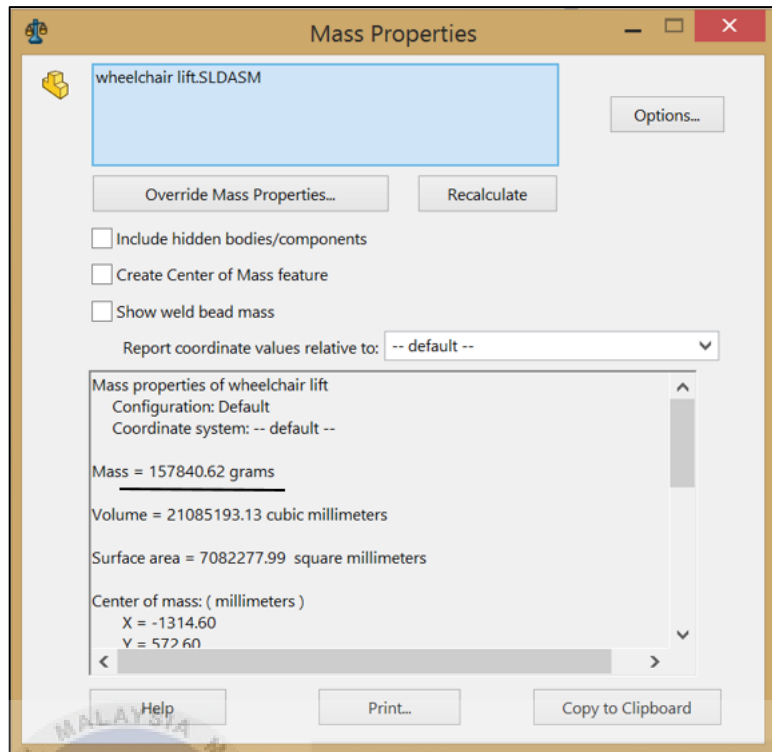 Mass Properties
wheelchair lift.SLDASM
Options...
Override Mass Properties...
Recalculate
Include hidden bodies/components
Create Center of Mass feature
Show weld bead mass
Report coordinate values relative to:
-- default --
Mass properties of wheelchair lift
Configuration: Default
Coordinate system: -- default --
Mass = 157840.62 grams
Volume = 21085193.13 cubic millimeters
Surface area = 7082277.99 square millimeters
Center of mass: ( millimeters )
X = -1314.60
Y = 572.60
Help
Print...
Copy to Clipboard
MALAYSIA